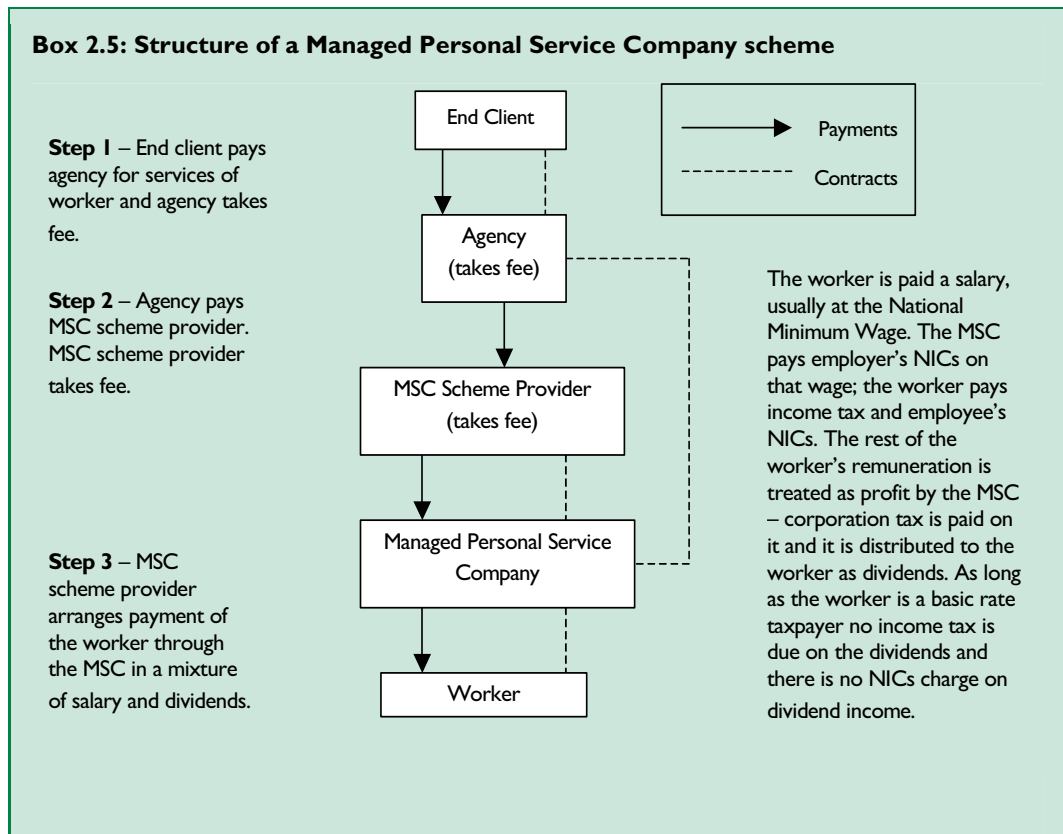 Box 2.5: Structure of a Managed Personal Service Company scheme
End Client
Payments
Contracts
Step 1 – End client pays
agency for services of
worker and agency takes
fee.
Agency
(takes fee)
Step 2 – Agency pays
MSC scheme provider.
MSC scheme provider
takes fee.
MSC Scheme Provider
(takes fee)
Managed Personal Service
Company
Step 3 – MSC
scheme provider
arranges payment of
the worker through
the MSC in a mixture
of salary and dividends.
Worker
The worker is paid a salary,
usually at the National
Minimum Wage. The MSC
pays employer’s NICs on
that wage; the worker pays
income tax and employee’s
NICs. The rest of the
worker’s remuneration is
treated as profit by the MSC
– corporation tax is paid on
it and it is distributed to the
worker as dividends. As long
as the worker is a basic rate
taxpayer no income tax is
due on the dividends and
there is no NICs charge on
dividend income.